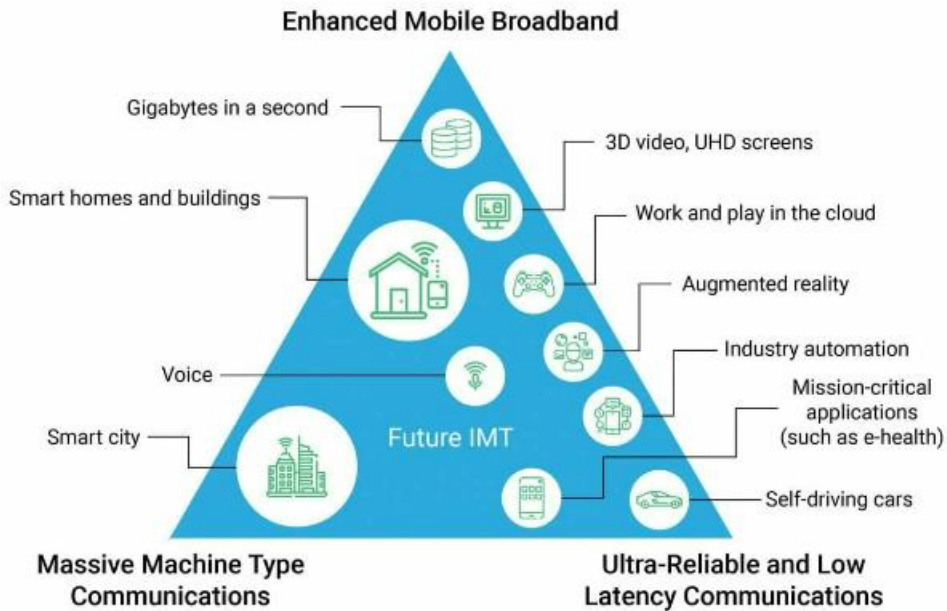 Enhanced Mobile Broadband
Gigabytes in a second
3D video, UHD screens
Smart homes and buildings
Work and play in the cloud
Augmented reality
Industry automation
Voice
Mission-critical
applications
(such as e-health)
Smart city
Future IMT
Self-driving cars
Massive Machine Type
Communications
Ultra-Reliable and Low
Latency Communications